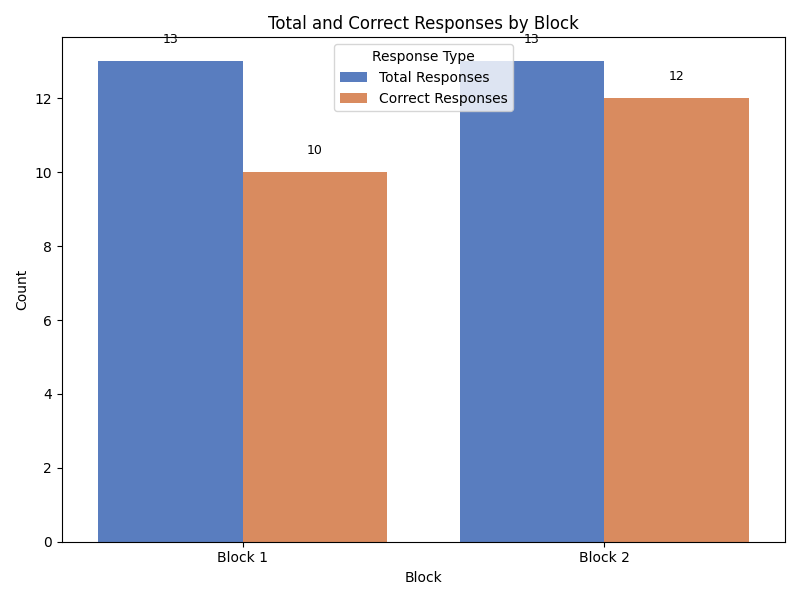 Total and Correct Responses by Block
13
13
Response Type
Total Responses
Correct Responses
12
10
12
10
8
6
4
2
0
Count
Block 1
Block 2
Block